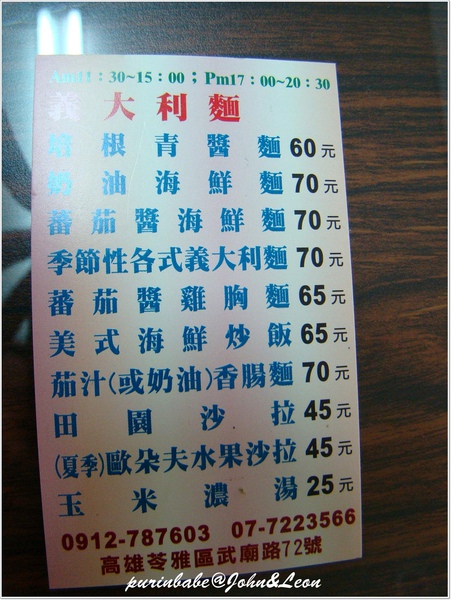 Am11：30~15：00；Pm17：00~20：30
義大利麵
培根青醬麵 60元
奶油海鮮麵 70元
蕃茄醬海鮮麵 70元
季節性各式義大利麵 70元
蕃茄醬雞胸麵 65元
美式海鮮炒飯 65元
茄汁(或奶油)香腸麵 70元
田園沙拉 45元
(夏季)歐朵夫水果沙拉 45元
玉米濃湯 25元
0912-787603 07-7223566
高雄苓雅區武廟路72號
purinbabe@John&Leon